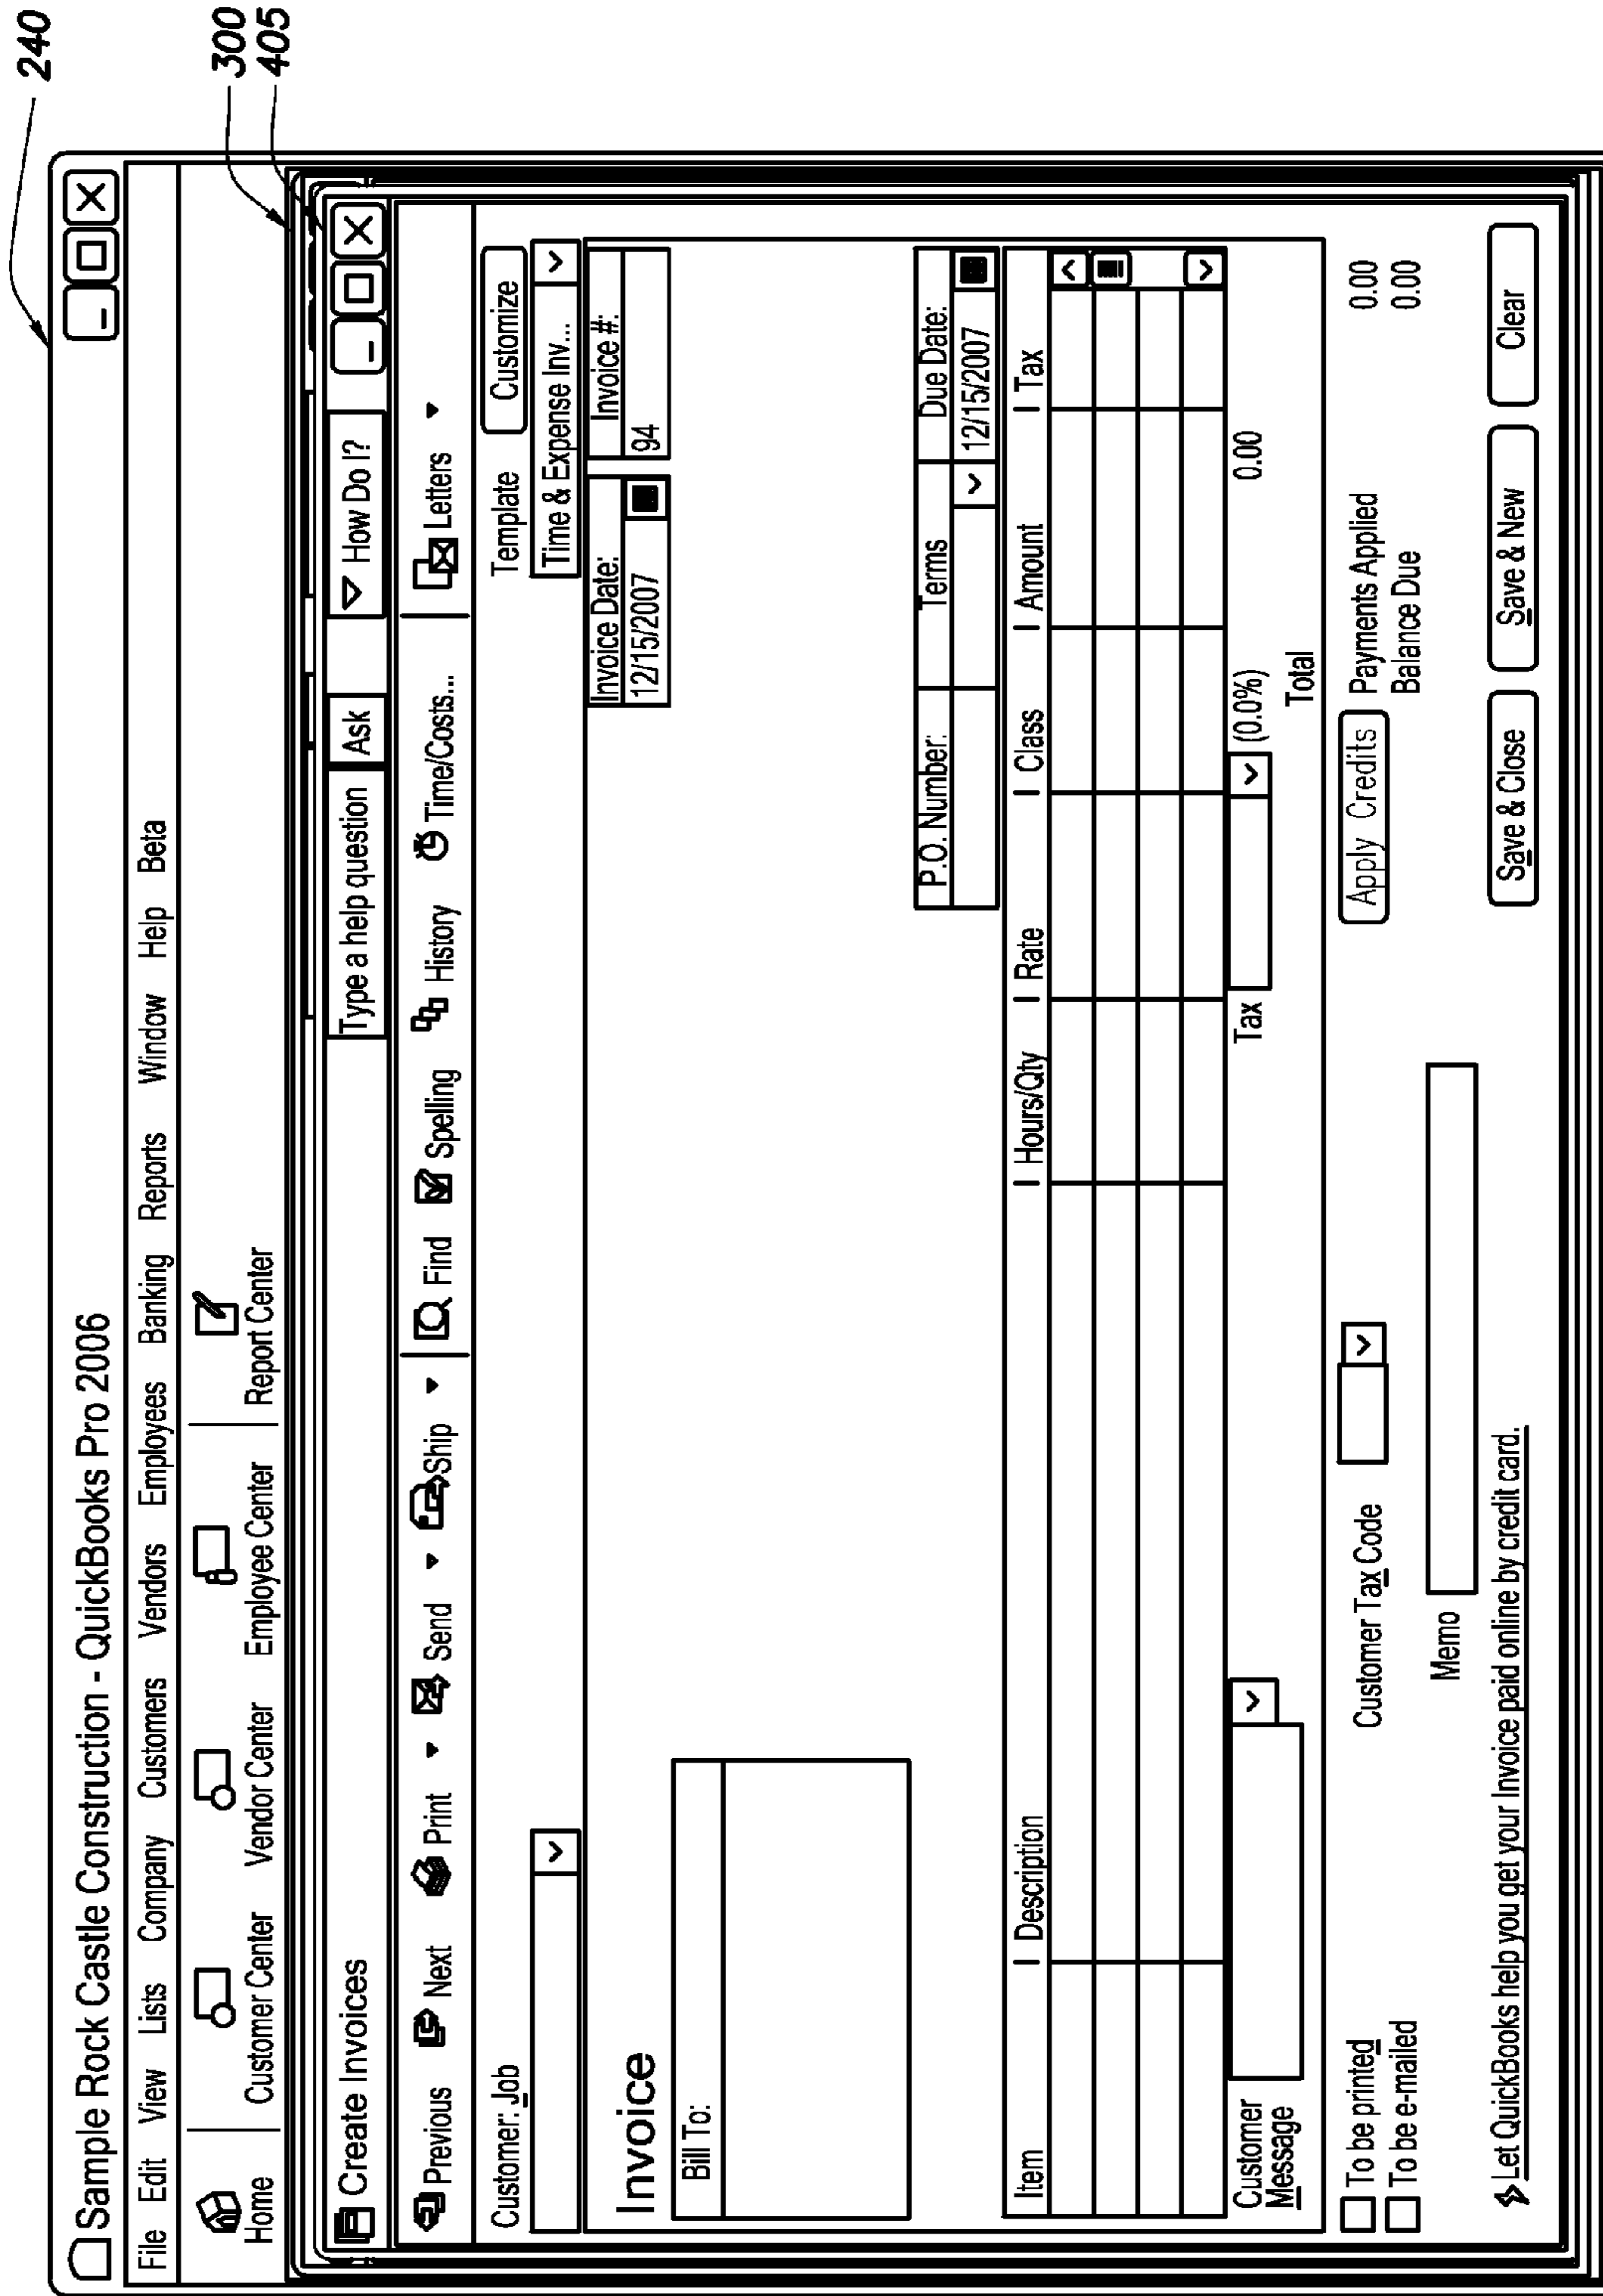 240
Sample Rock Castle Construction - QuickBooks Pro 2006
File Edit View Lists Company Customers Vendors Employees Banking Reports Window Help Beta
300
Home Customer Center Vendor Center Employee Center Report Center
405
Create Invoices Type a help question Ask How Do I?
Previous Next Print Send Ship Find Spelling History Time/Costs... Letters
Customer: Job Template Customize
Time & Expense Inv...
Invoice Invoice Date: Invoice #:
12/15/2007 94
Bill To:
P.O. Number: Terms Due Date:
12/15/2007
Item Description Hours/Qty Rate Class Amount Tax
Customer Message Tax (0.0%) 0.00
Total
To be printed Customer Tax Code Apply Credits Payments Applied 0.00
To be e-mailed Balance Due 0.00
Memo
Let QuickBooks help you get your Invoice paid online by credit card. Save & Close Save & New Clear